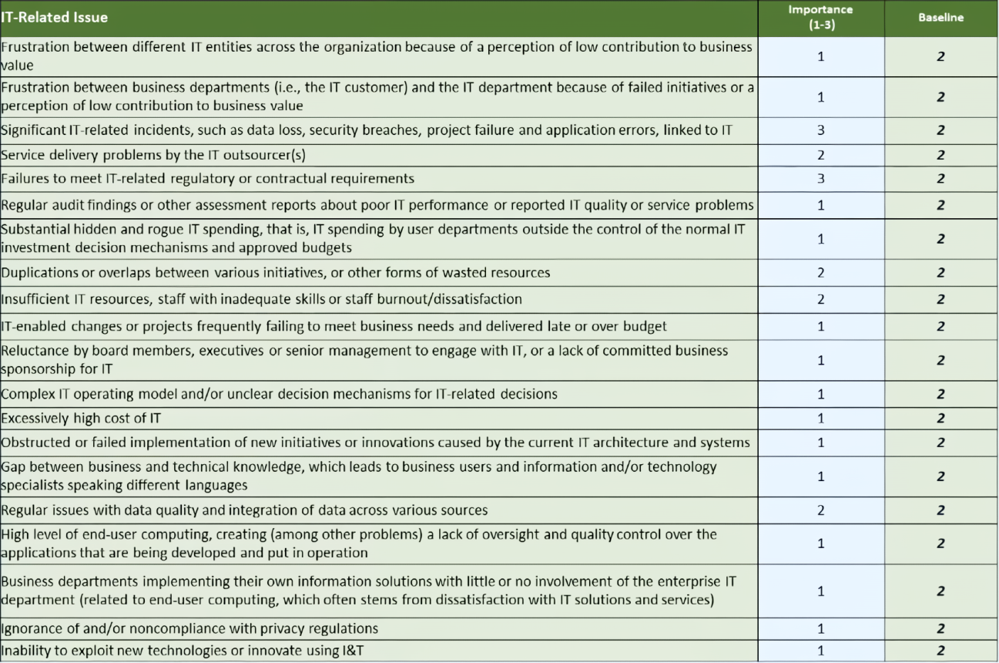 IT-Related Issue
Importance
(1-3)
Baseline
Frustration between different IT entities across the organization because of a perception of low contribution to business
value
1
2
Frustration between business departments (i.e., the IT customer) and the IT department because of failed initiatives or a
perception of low contribution to business value
1
2
Significant IT-related incidents, such as data loss, security breaches, project failure and application errors, linked to IT
3
2
Service delivery problems by the IT outsourcer(s)
2
2
Failures to meet IT-related regulatory or contractual requirements
3
2
Regular audit findings or other assessment reports about poor IT performance or reported IT quality or service problems
1
2
Substantial hidden and rogue IT spending, that is, IT spending by user departments outside the control of the normal IT
investment decision mechanisms and approved budgets
1
2
Duplications or overlaps between various initiatives, or other forms of wasted resources
2
2
Insufficient IT resources, staff with inadequate skills or staff burnout/dissatisfaction
2
2
IT-enabled changes or projects frequently failing to meet business needs and delivered late or over budget
1
2
Reluctance by board members, executives or senior management to engage with IT, or a lack of committed business
sponsorship for IT
1
2
Complex IT operating model and/or unclear decision mechanisms for IT-related decisions
1
2
Excessively high cost of IT
1
2
Obstructed or failed implementation of new initiatives or innovations caused by the current IT architecture and systems
1
2
Gap between business and technical knowledge, which leads to business users and information and/or technology
specialists speaking different languages
1
2
Regular issues with data quality and integration of data across various sources
2
2
High level of end-user computing, creating (among other problems) a lack of oversight and quality control over the
applications that are being developed and put in operation
1
2
Business departments implementing their own information solutions with little or no involvement of the enterprise IT
department (related to end-user computing, which often stems from dissatisfaction with IT solutions and services)
1
2
Ignorance of and/or noncompliance with privacy regulations
1
2
Inability to exploit new technologies or innovate using I&T
1
2